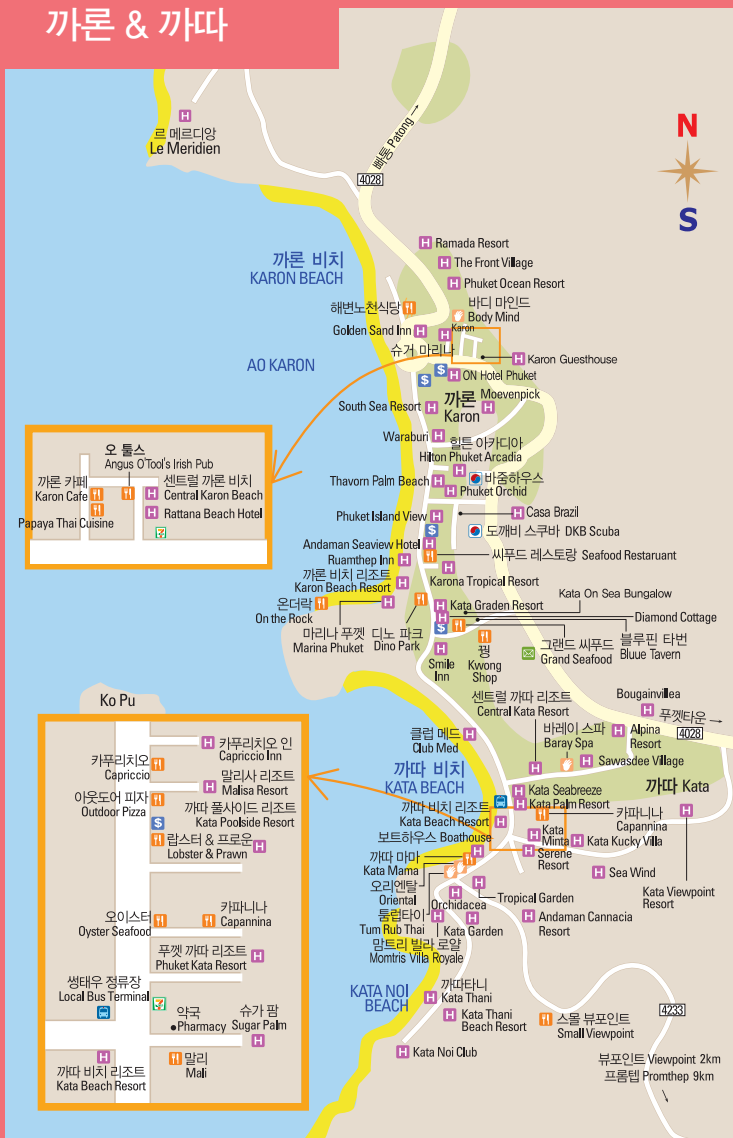 까론 & 까따
N
S
르 메르디앙
Le Meridien
빠통 Patong →
4028
까론 비치
KARON BEACH
AO KARON
Ramada Resort
The Front Village
Phuket Ocean Resort
해변노천식당
바디 마인드
Body Mind
Golden Sand Inn
Karon
슈거 마리나
Karon Guesthouse
ON Hotel Phuket
Moevenpick
South Sea Resort
까론
Karon
Waraburi
힐튼 아카디아
Hilton Phuket Arcadia
Thavorn Palm Beach
바줌하우스
Phuket Orchid
Phuket Island View
Casa Brazil
도깨비 스쿠바 DKB Scuba
Andaman Seaview Hotel
씨푸드 레스토랑 Seafood Restaruant
Ruamthep Inn
까론 비치 리조트
Karon Beach Resort
Karona Tropical Resort
온더락
On the Rock
Kata On Sea Bungalow
Kata Graden Resort
Diamond Cottage
마리나 푸껫
Marina Phuket
디노 파크
Dino Park
Smile
Inn
꿩
Kwong
Shop
그랜드 씨푸드
Grand Seafood
블루핀 타번
Bluue Tavern
오 툴스
Angus O'Tool's Irish Pub
까론 카페
Karon Cafe
센트럴 까론 비치
Central Karon Beach
Papaya Thai Cuisine
Rattana Beach Hotel
7
Ko Pu
센트럴 까따 리조트
Central Kata Resort
Bougainvillea
푸껫타운 →
4028
클럽 메드
Club Med
바레이 스파
Baray Spa
Alpina
Resort
Sawasdee Village
까따 비치
KATA BEACH
까따 Kata
Kata Seabreeze
Kata Palm Resort
까따 비치 리조트
Kata Beach Resort
카파니나
Capannina
보트하우스 Boathouse
Kata
Minta
Kata Kucky Villa
까따 마마
Kata Mama
Serene
Resort
오리엔탈
Oriental
Sea Wind
Kata Viewpoint
Resort
Orchidacea
Tropical Garden
툼럽타이
Tum Rub Thai
Kata Garden
Andaman Cannacia
Resort
맘트리 빌라 로얄
Momtris Villa Royale
KATA NOI
BEACH
까따타니
Kata Thani
Kata Thani
Beach Resort
스몰 뷰포인트
Small Viewpoint
4233
Kata Noi Club
뷰포인트 Viewpoint 2km
프롬텝 Promthep 9km
카푸리치오 인
Capriccio Inn
카푸리치오
Capriccio
말리사 리조트
Malisa Resort
아웃도어 피자
Outdoor Pizza
까따 풀사이드 리조트
Kata Poolside Resort
랍스터 & 프로운
Lobster & Prawn
오이스터
Oyster Seafood
카파니나
Capannina
푸껫 까따 리조트
Phuket Kata Resort
썽태우 정류장
Local Bus Terminal
7
약국
Pharmacy
슈가 팜
Sugar Palm
까따 비치 리조트
Kata Beach Resort
말리
Mali